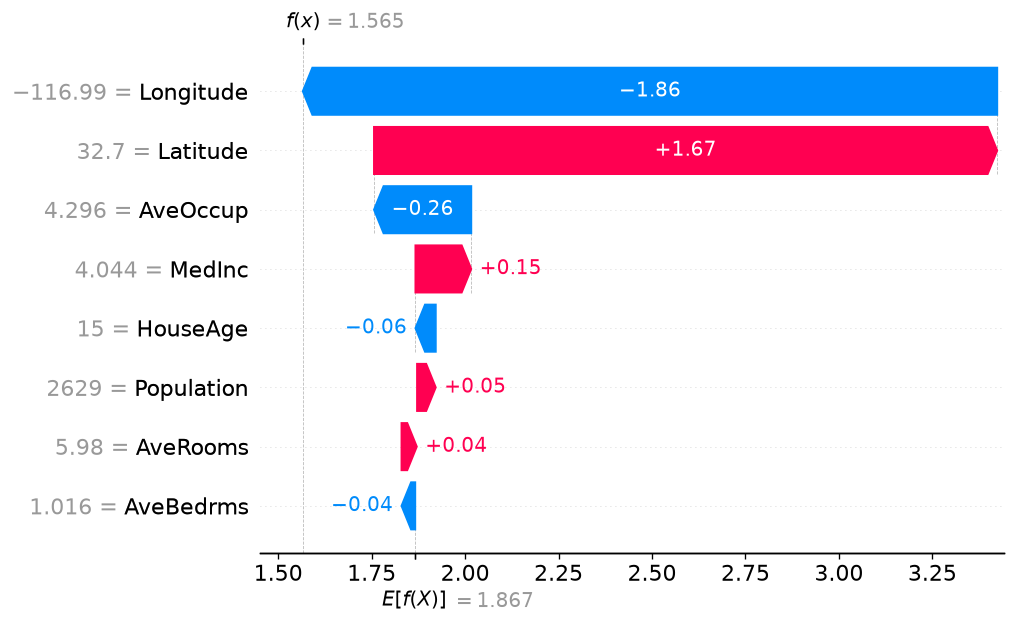 f(x) = 1.565
−116.99 = Longitude −1.86
32.7 = Latitude +1.67
4.296 = AveOccup −0.26
4.044 = MedInc +0.15
15 = HouseAge −0.06
2629 = Population +0.05
5.98 = AveRooms +0.04
1.016 = AveBedrms −0.04
1.50 1.75 2.00 2.25 2.50 2.75 3.00 3.25
E[f(X)] = 1.867